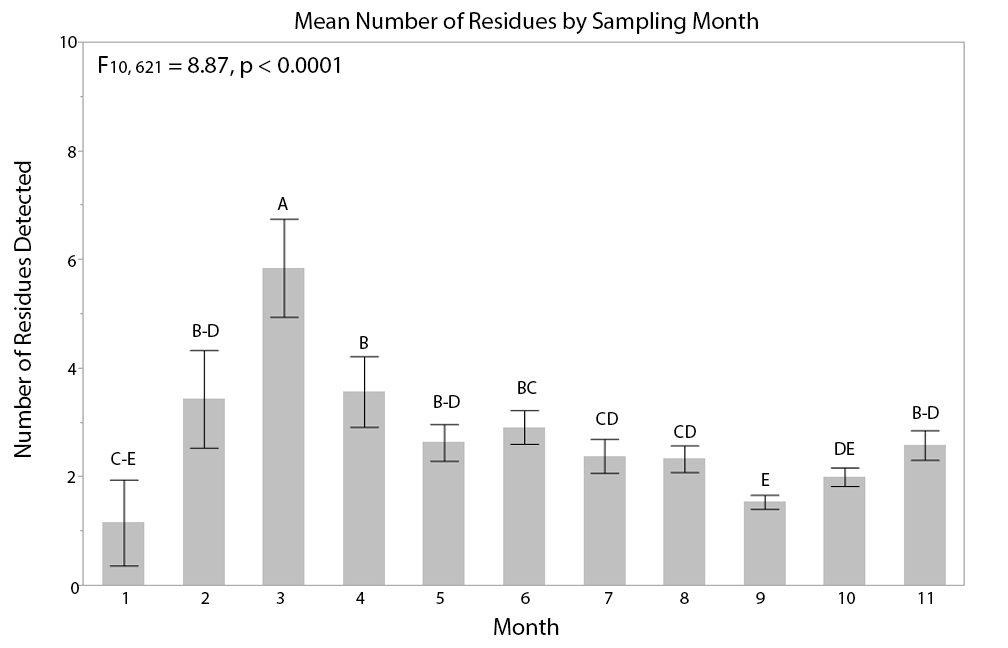 Mean Number of Residues by Sampling Month
F10, 621 = 8.87, p < 0.0001
Number of Residues Detected
10
8
6
4
2
0
C-E
B-D
A
B
B-D
BC
CD
CD
E
DE
B-D
1 2 3 4 5 6 7 8 9 10 11
Month